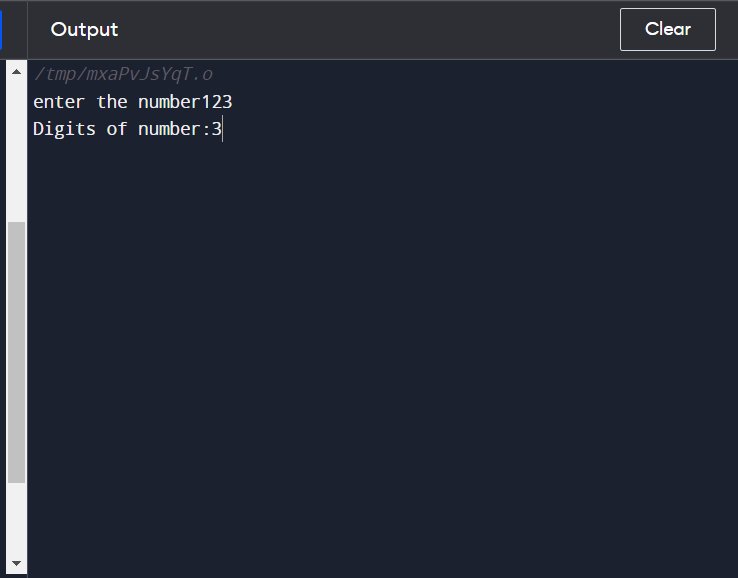 Output
Clear
/tmp/mxaPvJsYqT.o
enter the number123
Digits of number:3